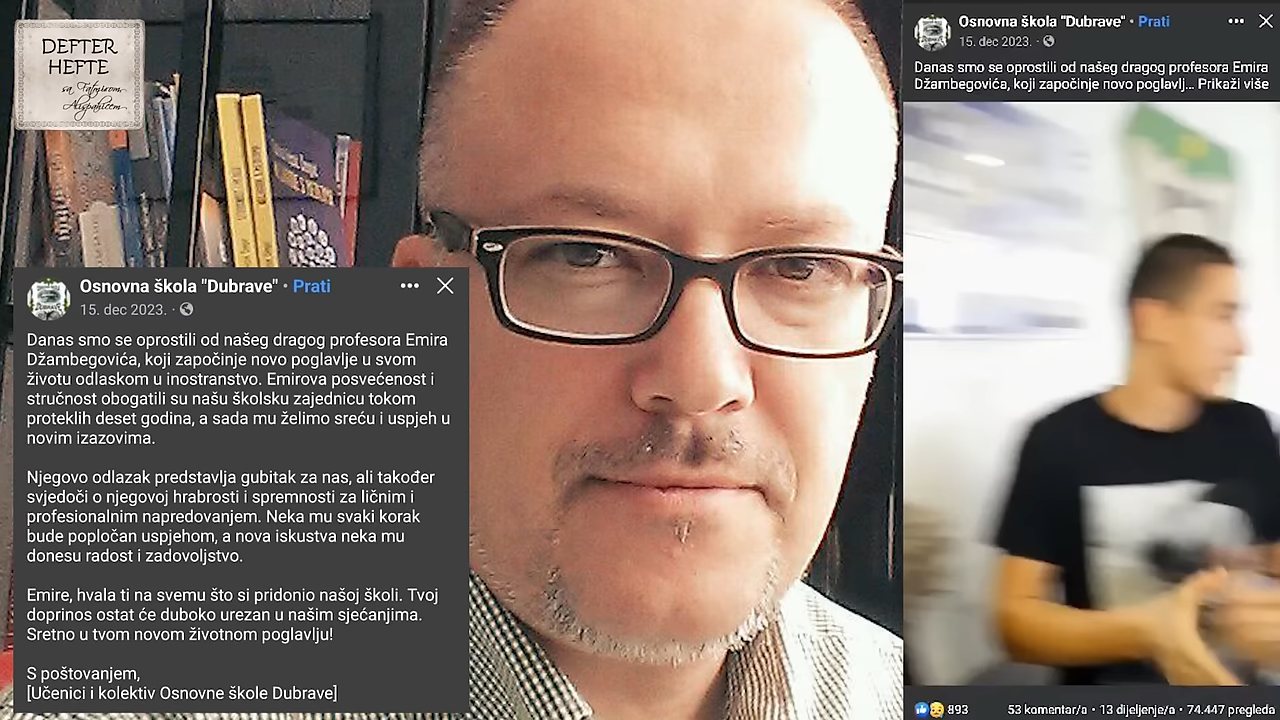 DEFTER
HEFTE
sa Fatmirom
Alispahićem
Osnovna škola "Dubrave" · Prati
15. dec 2023. ·
Danas smo se oprostili od našeg dragog profesora Emira
Džambegovića, koji započinje novo poglavlje u svom
životu odlaskom u inostranstvo. Emirova posvećenost i
stručnost obogatili su našu školsku zajednicu tokom
proteklih deset godina, a sada mu želimo sreću i uspjeh u
novim izazovima.
Njegovo odlazak predstavlja gubitak za nas, ali također
svjedoči o njegovoj hrabrosti i spremnosti za ličnim i
profesionalnim napredovanjem. Neka mu svaki korak
bude popločan uspjehom, a nova iskustva neka mu
donesu radost i zadovoljstvo.
Emire, hvala ti na svemu što si pridonio našoj školi. Tvoj
doprinos ostat će duboko urezan u našim sjećanjima.
Sretno u tvom novom životnom poglavlju!
S poštovanjem,
[Učenici i kolektiv Osnovne škole Dubrave]
Osnovna škola "Dubrave" · Prati
15. dec 2023. ·
Danas smo se oprostili od našeg dragog profesora Emira
Džambegovića, koji započinje novo poglavlj... Prikaži više
893
53 komentar/a · 13 dijeljenje/a · 74.447 pregleda